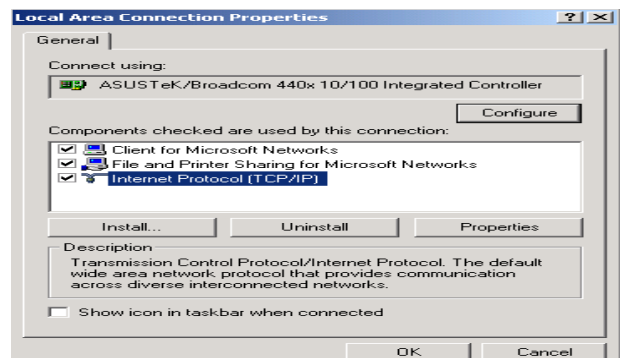 Local Area Connection Properties
General
Connect using:
ASUSTeK/Broadcom 440x 10/100 Integrated Controller
Configure
Components checked are used by this connection:
Client for Microsoft Networks
File and Printer Sharing for Microsoft Networks
Internet Protocol (TCP/IP)
Install... Uninstall Properties
Description
Transmission Control Protocol/Internet Protocol. The default
wide area network protocol that provides communication
across diverse interconnected networks.
Show icon in taskbar when connected
OK Cancel